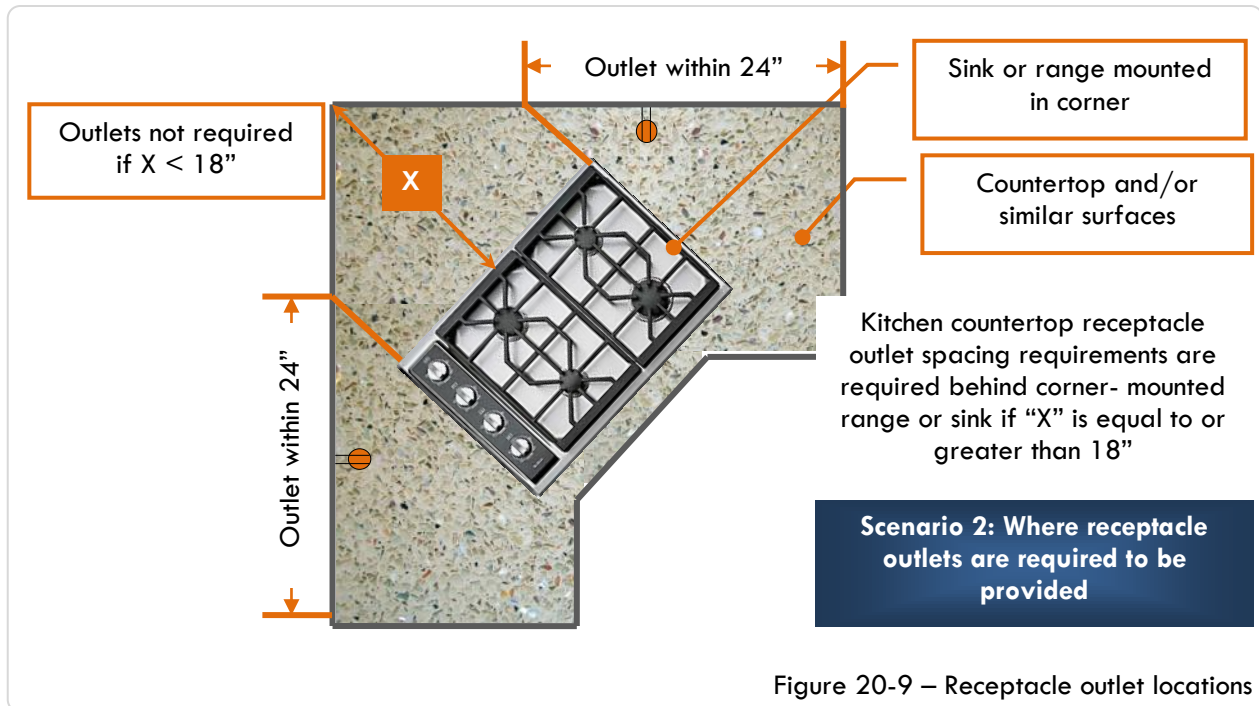 Outlet within 24”
Sink or range mounted
in corner
Outlets not required
if X < 18”
X
Countertop and/or
similar surfaces
Outlet within 24”
Kitchen countertop receptacle
outlet spacing requirements are
required behind corner- mounted
range or sink if “X” is equal to or
greater than 18”
Scenario 2: Where receptacle
outlets are required to be
provided
Figure 20-9 – Receptacle outlet locations